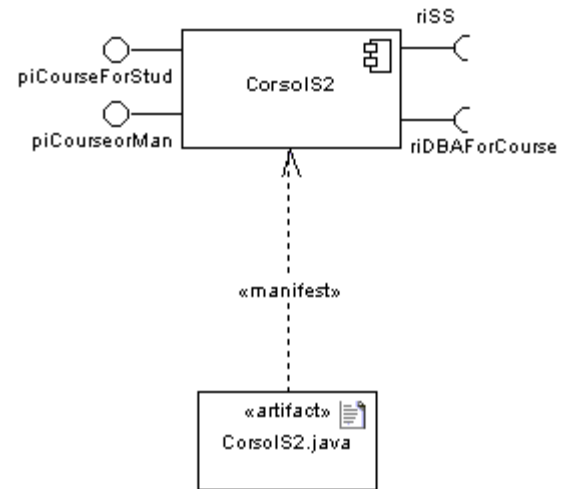 riSS
piCourseForStud
CorsoIS2
piCourseorMan
riDBAForCourse
«manifest»
«artifact»
CorsoIS2.java